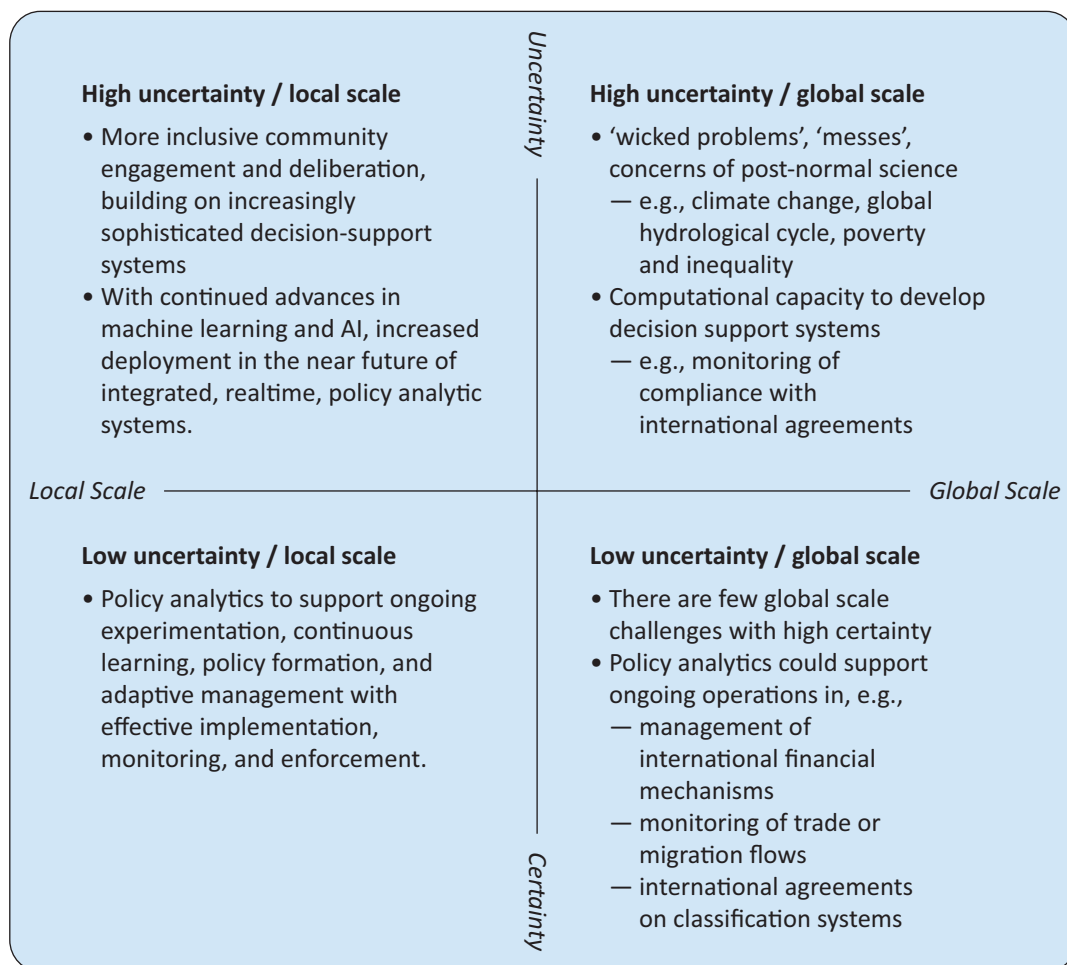 Uncertainty
High uncertainty / local scale
• More inclusive community
engagement and deliberation,
building on increasingly
sophisticated decision-support
systems
• With continued advances in
machine learning and AI, increased
deployment in the near future of
integrated, realtime, policy analytic
systems.
High uncertainty / global scale
• ‘wicked problems’, ‘messes’,
concerns of post-normal science
— e.g., climate change, global
hydrological cycle, poverty
and inequality
• Computational capacity to develop
decision support systems
— e.g., monitoring of
compliance with
international agreements
Local Scale
Global Scale
Low uncertainty / local scale
• Policy analytics to support ongoing
experimentation, continuous
learning, policy formation, and
adaptive management with
effective implementation,
monitoring, and enforcement.
Low uncertainty / global scale
• There are few global scale
challenges with high certainty
• Policy analytics could support
ongoing operations in, e.g.,
— management of
international financial
mechanisms
— monitoring of trade or
migration flows
— international agreements
on classification systems
Certainty